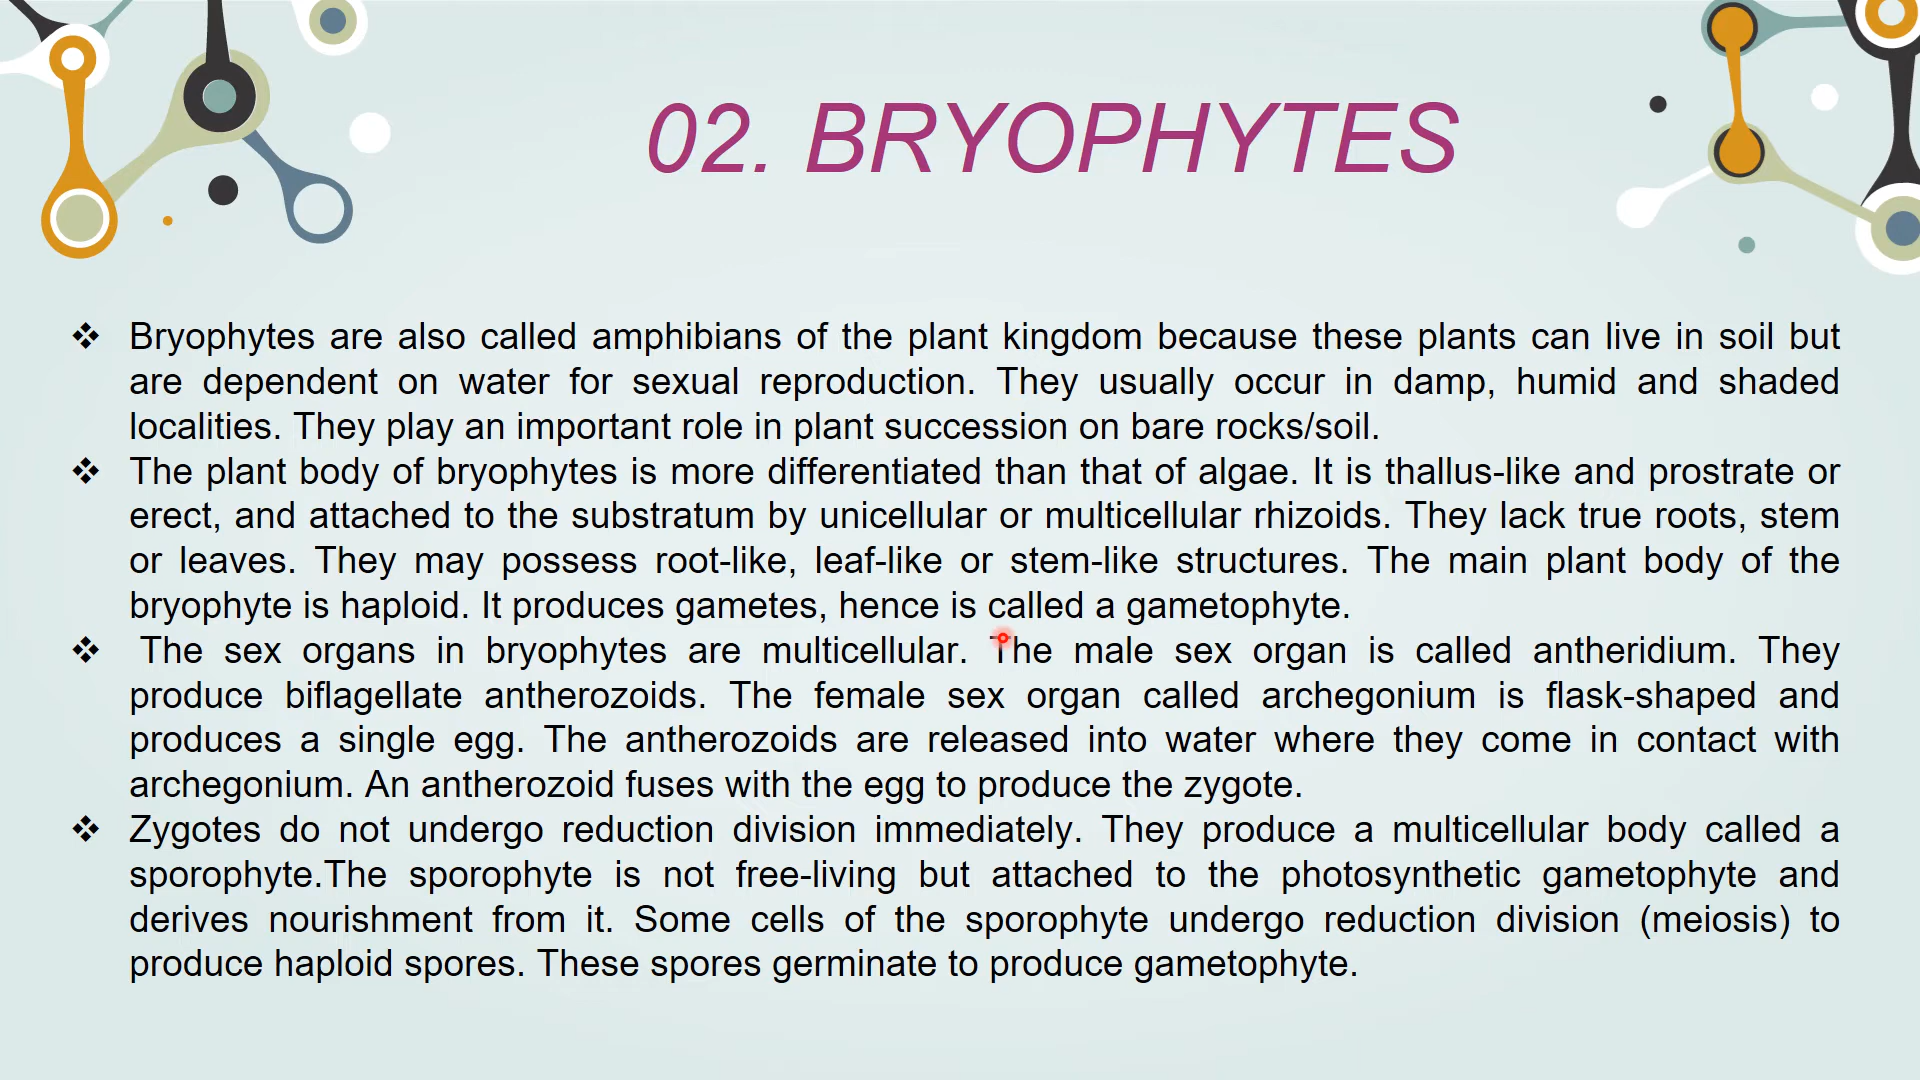 02. BRYOPHYTES
❖ Bryophytes are also called amphibians of the plant kingdom because these plants can live in soil but
are dependent on water for sexual reproduction. They usually occur in damp, humid and shaded
localities. They play an important role in plant succession on bare rocks/soil.
❖ The plant body of bryophytes is more differentiated than that of algae. It is thallus-like and prostrate or
erect, and attached to the substratum by unicellular or multicellular rhizoids. They lack true roots, stem
or leaves. They may possess root-like, leaf-like or stem-like structures. The main plant body of the
bryophyte is haploid. It produces gametes, hence is called a gametophyte.
❖ The sex organs in bryophytes are multicellular. The male sex organ is called antheridium. They
produce biflagellate antherozoids. The female sex organ called archegonium is flask-shaped and
produces a single egg. The antherozoids are released into water where they come in contact with
archegonium. An antherozoid fuses with the egg to produce the zygote.
❖ Zygotes do not undergo reduction division immediately. They produce a multicellular body called a
sporophyte.The sporophyte is not free-living but attached to the photosynthetic gametophyte and
derives nourishment from it. Some cells of the sporophyte undergo reduction division (meiosis) to
produce haploid spores. These spores germinate to produce gametophyte.